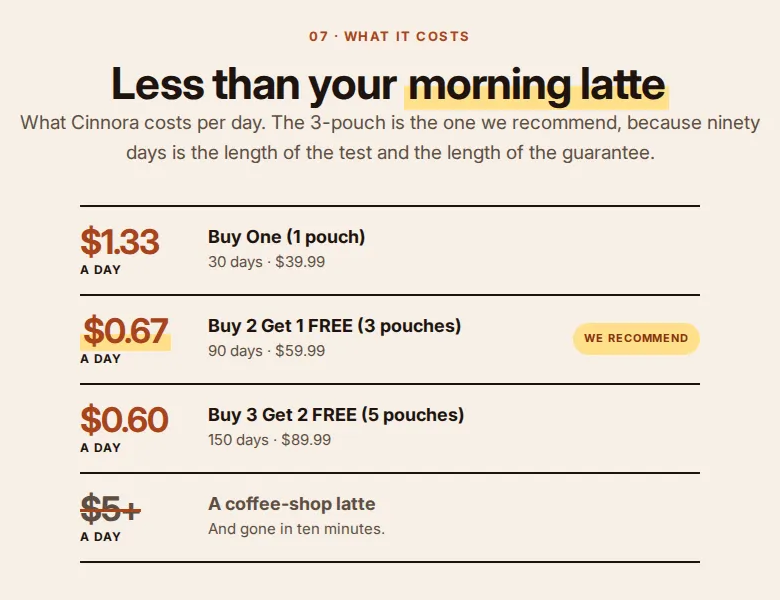 07 · WHAT IT COSTS
Less than your morning latte
What Cinnora costs per day. The 3-pouch is the one we recommend, because ninety
days is the length of the test and the length of the guarantee.
$1.33
A DAY
Buy One (1 pouch)
30 days · $39.99
$0.67
A DAY
Buy 2 Get 1 FREE (3 pouches)
90 days · $59.99
WE RECOMMEND
$0.60
A DAY
Buy 3 Get 2 FREE (5 pouches)
150 days · $89.99
$5+
A DAY
A coffee-shop latte
And gone in ten minutes.